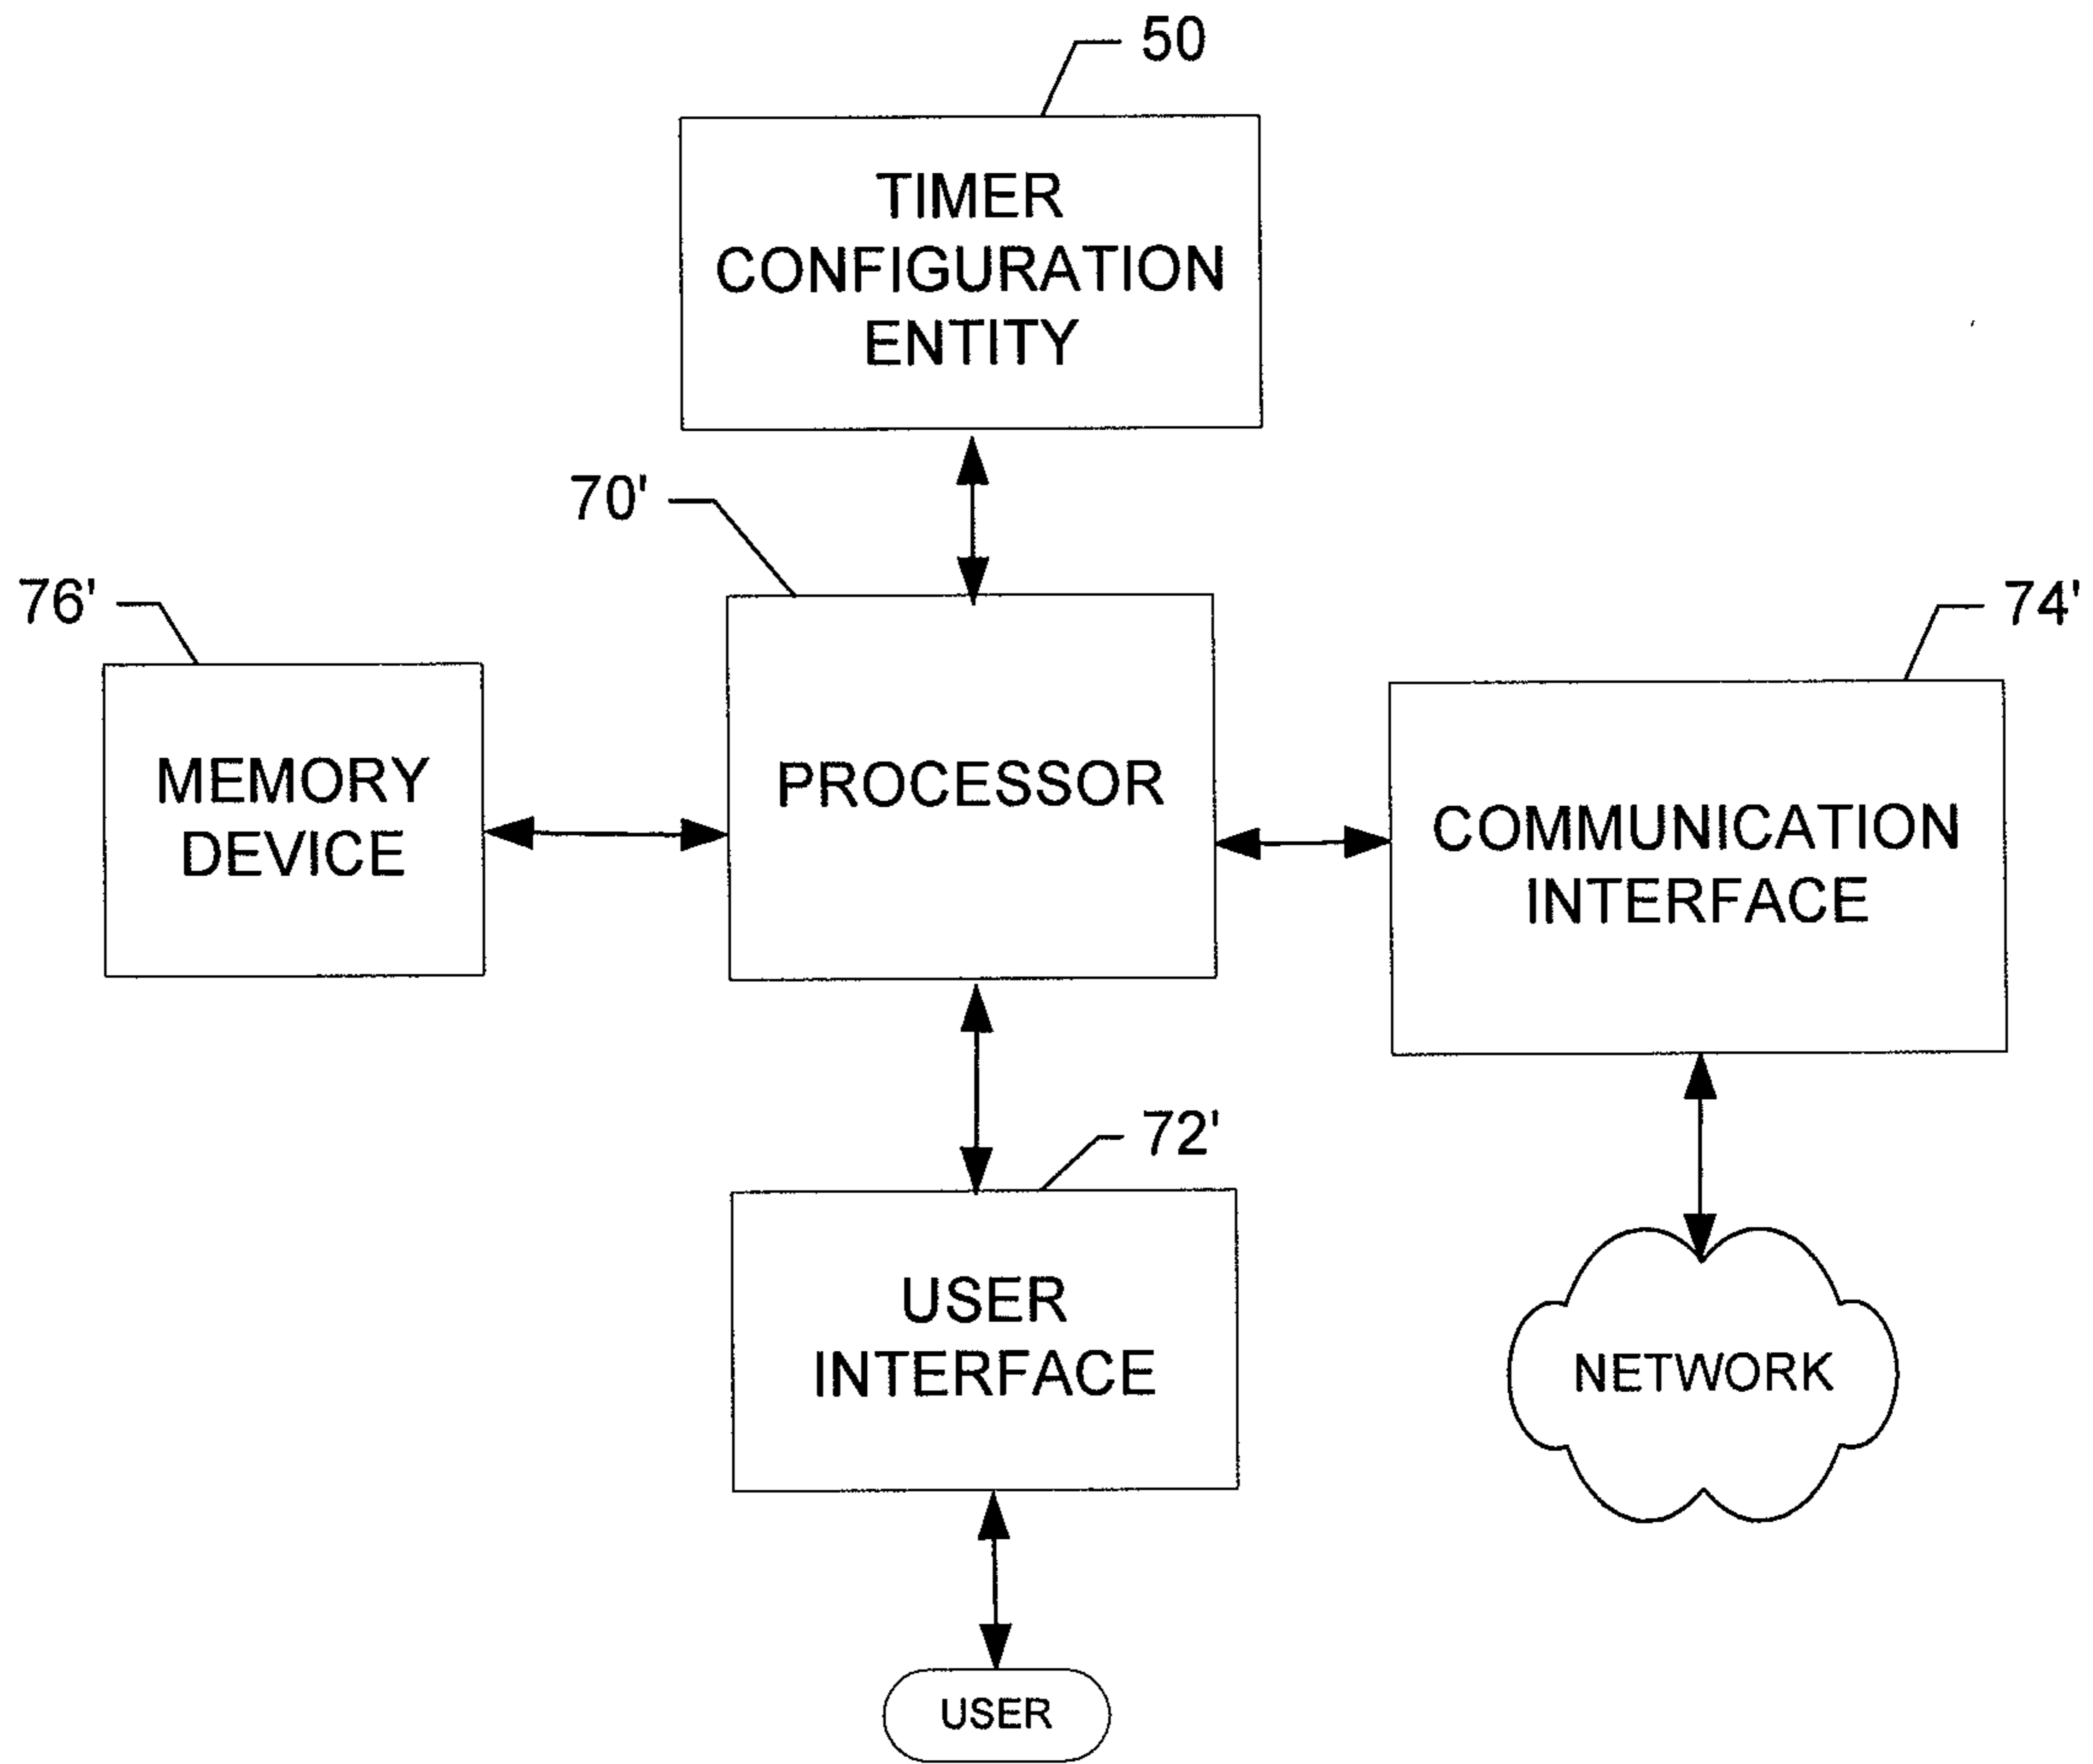 50
TIMER
CONFIGURATION
ENTITY
70'
76'
74'
MEMORY
DEVICE
PROCESSOR
COMMUNICATION
INTERFACE
72'
USER
INTERFACE
NETWORK
USER